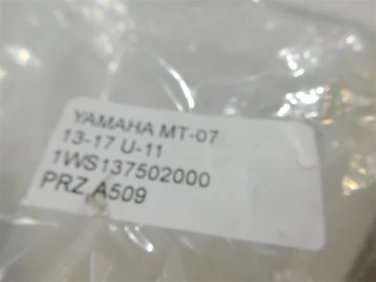 YAMAHA MT-07
13-17 U-11
1WS137502000
PRZ A509